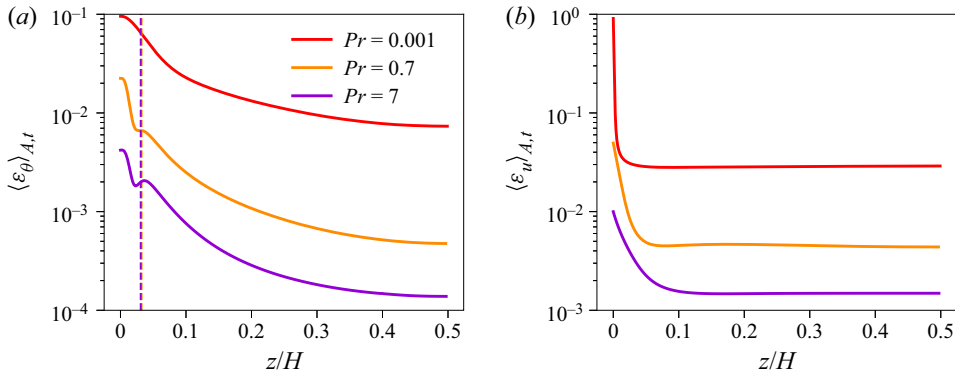 (a)
10⁻¹
10⁻²
10⁻³
10⁻⁴
⟨ε_θ⟩_{A,t}
Pr = 0.001
Pr = 0.7
Pr = 7
0 0.1 0.2 0.3 0.4 0.5
z/H
(b)
10⁰
10⁻¹
10⁻²
10⁻³
⟨ε_u⟩_{A,t}
0 0.1 0.2 0.3 0.4 0.5
z/H